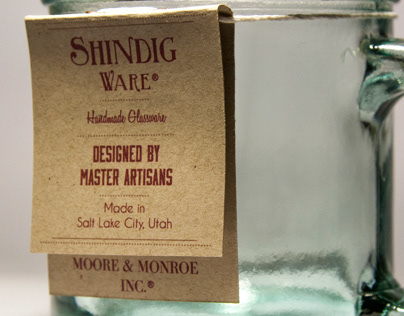 SHINDIG
WARE®
Handmade Glassware
DESIGNED BY
MASTER ARTISANS
Made in
Salt Lake City, Utah
MOORE & MONROE
INC.®